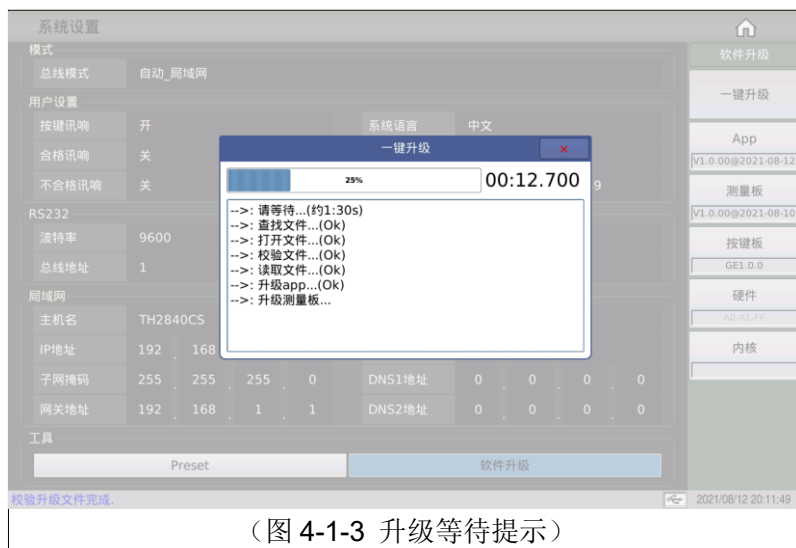 系统设置
软件升级
模式
总线模式 自动_局域网
一键升级
用户设置
按键讯响 开 系统语言 中文
一键升级 ×
App
V1.0.00@2021-08-12
合格讯响 关
25% 00:12.700
不合格讯响 关 9
测量板
V1.0.00@2021-08-10
-->: 请等待...(约1:30s)
-->: 查找文件...(Ok)
-->: 打开文件...(Ok)
-->: 校验文件...(Ok)
-->: 读取文件...(Ok)
-->: 升级app...(Ok)
-->: 升级测量板...
RS232
波特率 9600
总线地址 1
按键板
GE1.0.0
局域网
主机名 TH2840CS
硬件
A0-A1-FF
IP地址 192 . 168
内核
子网掩码 255 . 255 . 255 . 0 DNS1地址 0 . 0 . 0 . 0
网关地址 192 . 168 . 1 . 1 DNS2地址 0 . 0 . 0 . 0
工具
Preset 软件升级
校验升级文件完成. 2021/08/12 20:11:49
（图 4-1-3 升级等待提示）